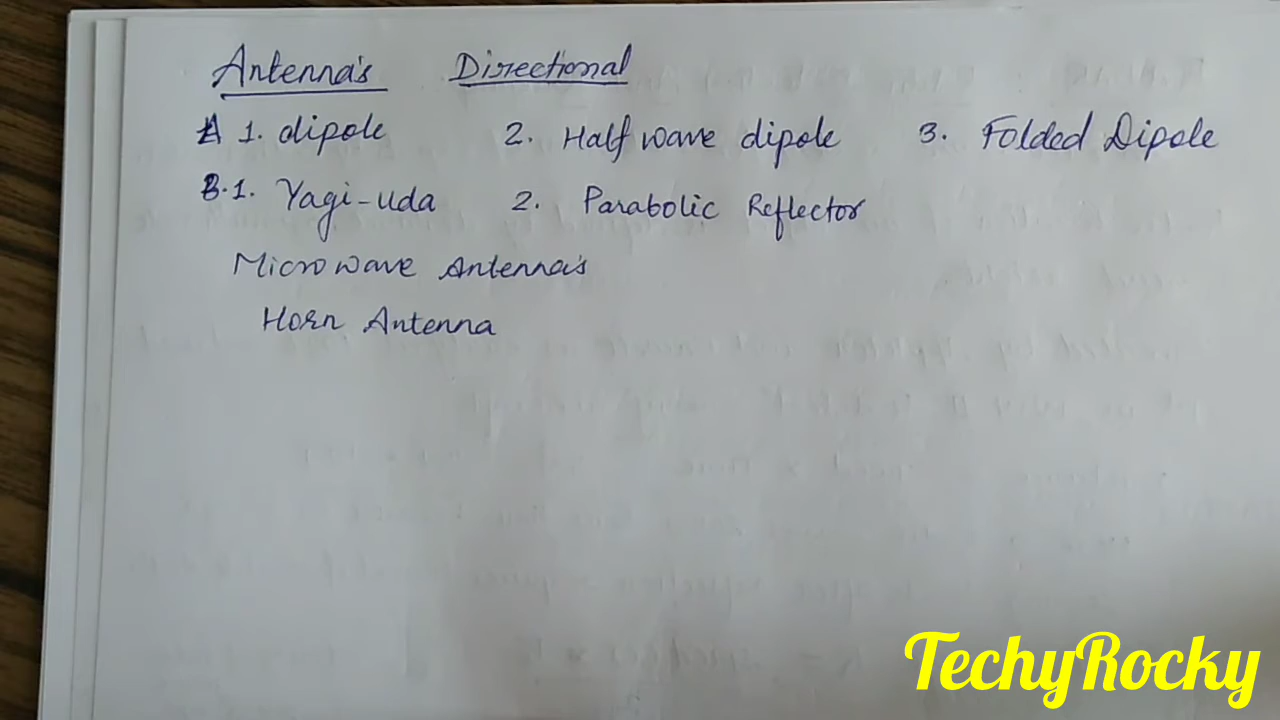 Antenna's Directional
A 1. dipole 2. Half wave dipole 3. Folded Dipole
B.1. Yagi-Uda 2. Parabolic Reflector
Microwave Antenna's
Horn Antenna
TechyRocky